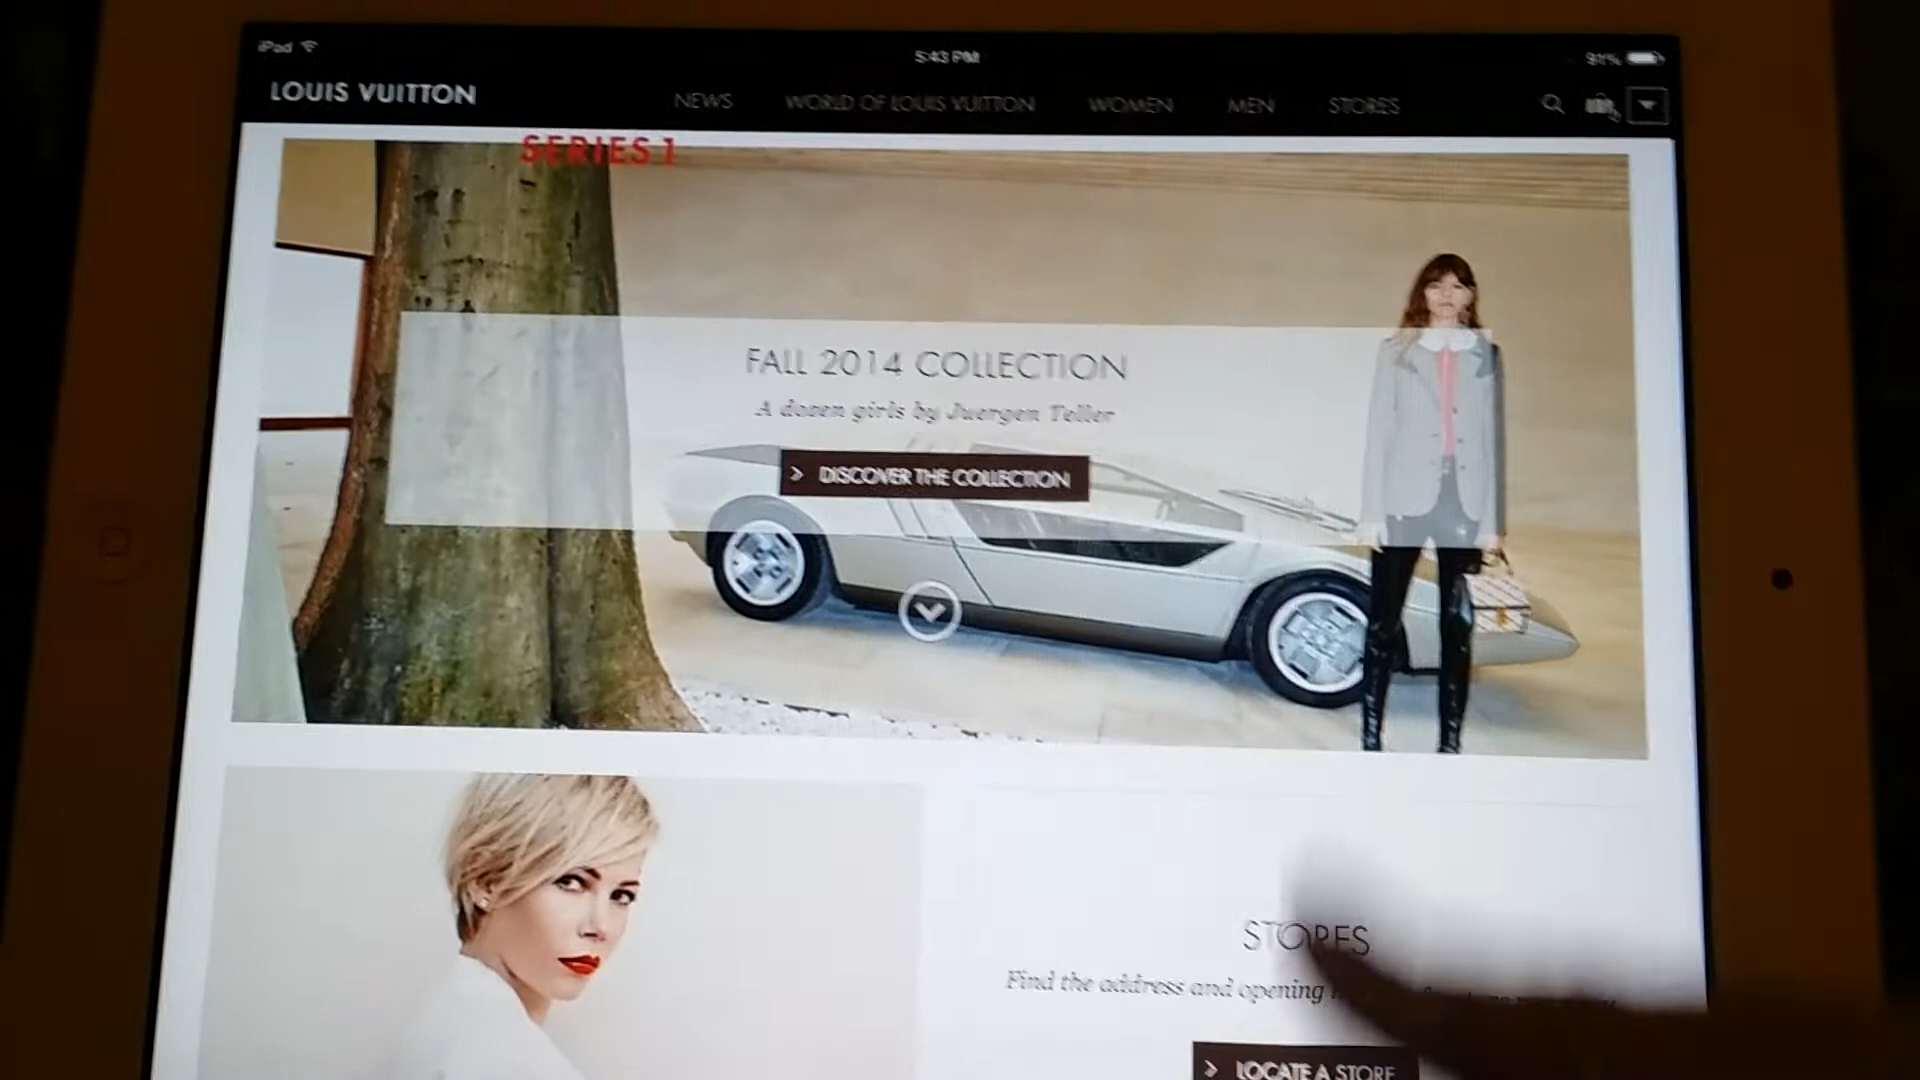 iPad
5:43 PM
91%
LOUIS VUITTON
NEWS
WORLD OF LOUIS VUITTON
WOMEN
MEN
STORES
SERIES 1
FALL 2014 COLLECTION
A dozen girls by Juergen Teller
DISCOVER THE COLLECTION
STORES
Find the address and opening
LOCATE A STORE